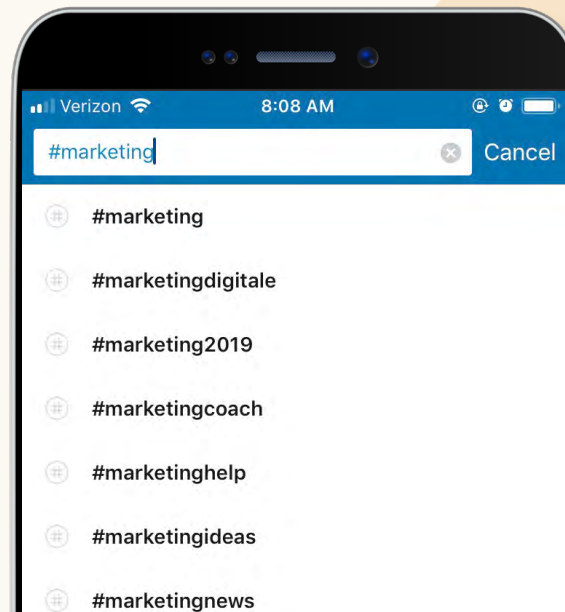 Verizon 8:08 AM
#marketing Cancel
#marketing
#marketingdigitale
#marketing2019
#marketingcoach
#marketinghelp
#marketingideas
#marketingnews